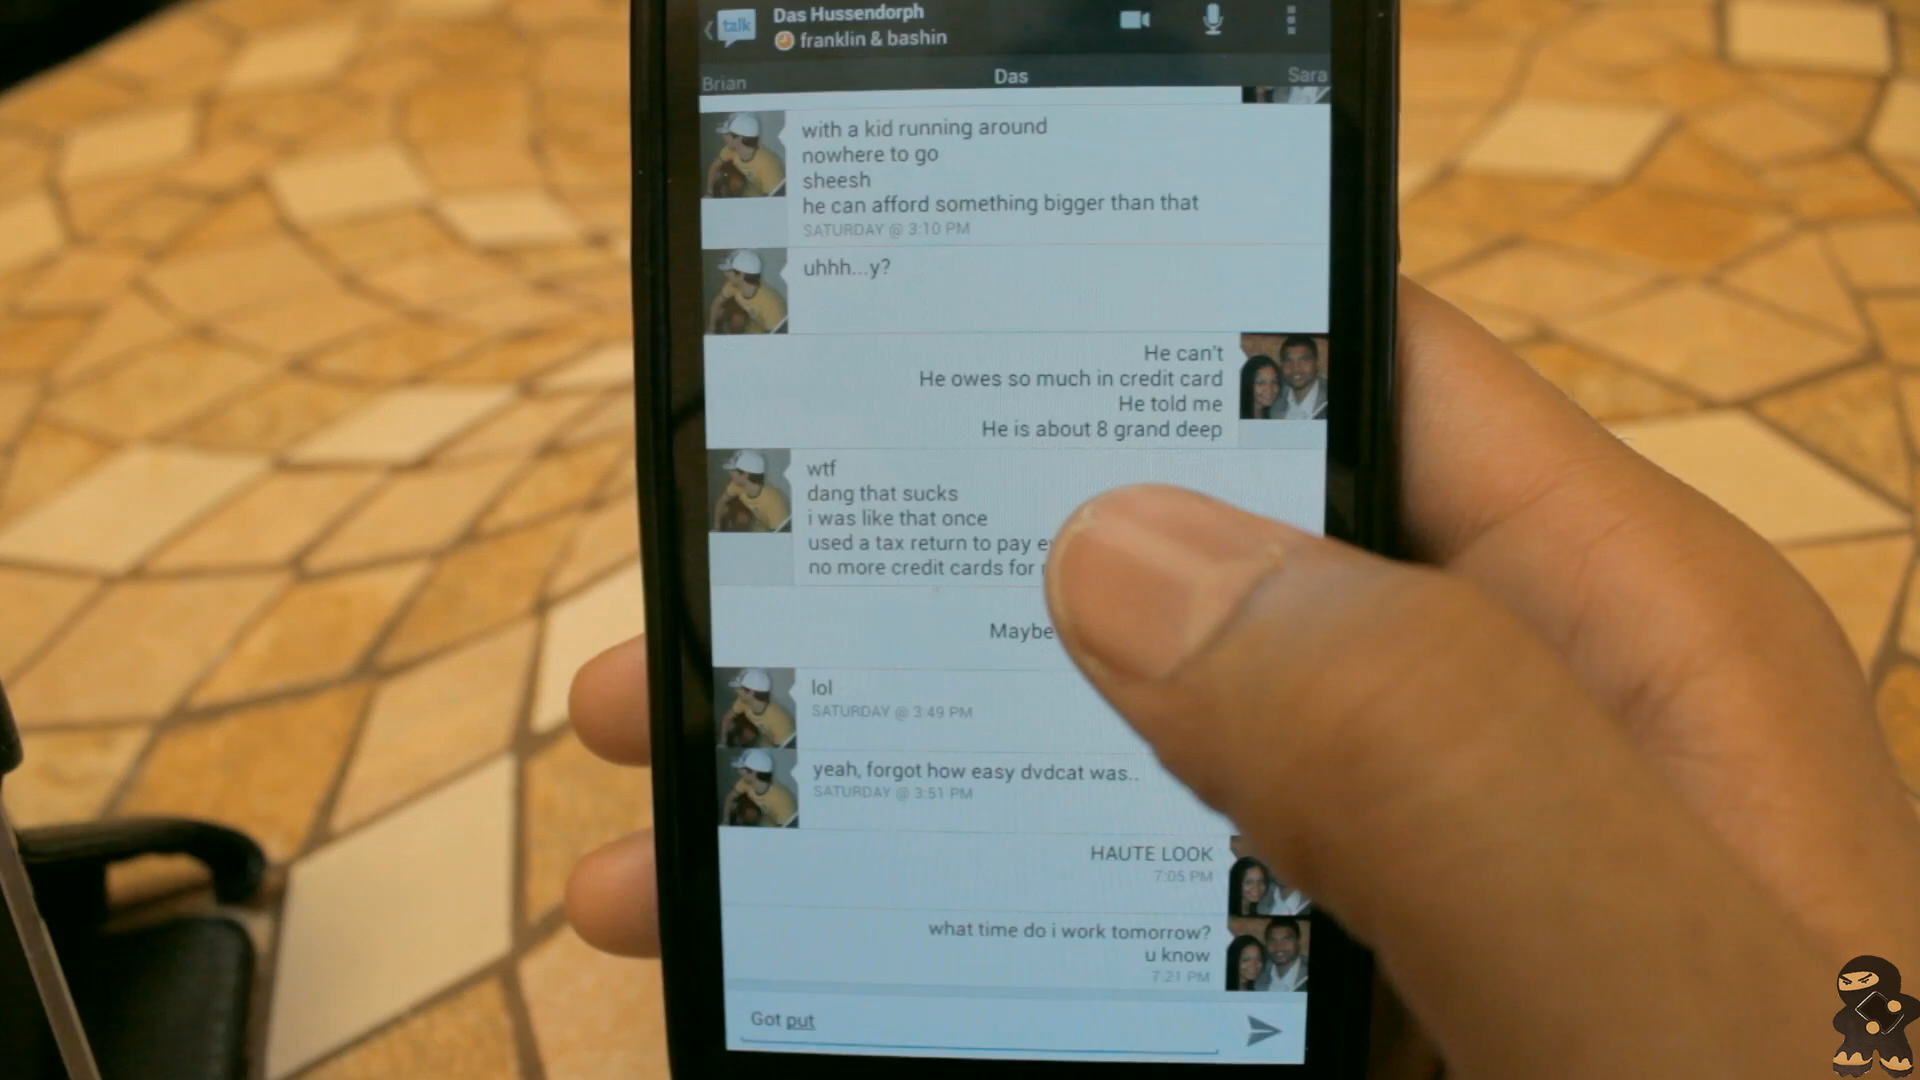 talk
Das Hussendorph
franklin & bashin
Brian
Das
Sara
with a kid running around
nowhere to go
sheesh
he can afford something bigger than that
SATURDAY @ 3:10 PM
uhhh...y?
He can't
He owes so much in credit card
He told me
He is about 8 grand deep
wtf
dang that sucks
i was like that once
used a tax return to pay
no more credit cards for
Maybe
lol
SATURDAY @ 3:49 PM
yeah, forgot how easy dvdcat was..
SATURDAY @ 3:51 PM
HAUTE LOOK
7:05 PM
what time do i work tomorrow?
u know
7:21 PM
Got put